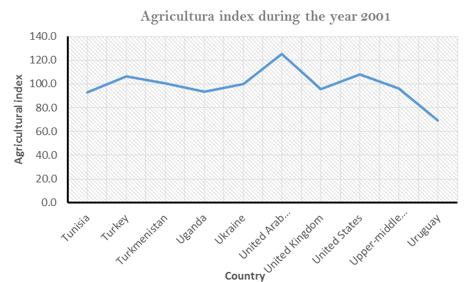 Agricultura index during the year 2001
Agricultural index
140.0
120.0
100.0
80.0
60.0
40.0
20.0
0.0
Tunisia
Turkey
Turkmenistan
Uganda
Ukraine
United Arab...
United Kingdom
United States
Upper-middle...
Uruguay
Country